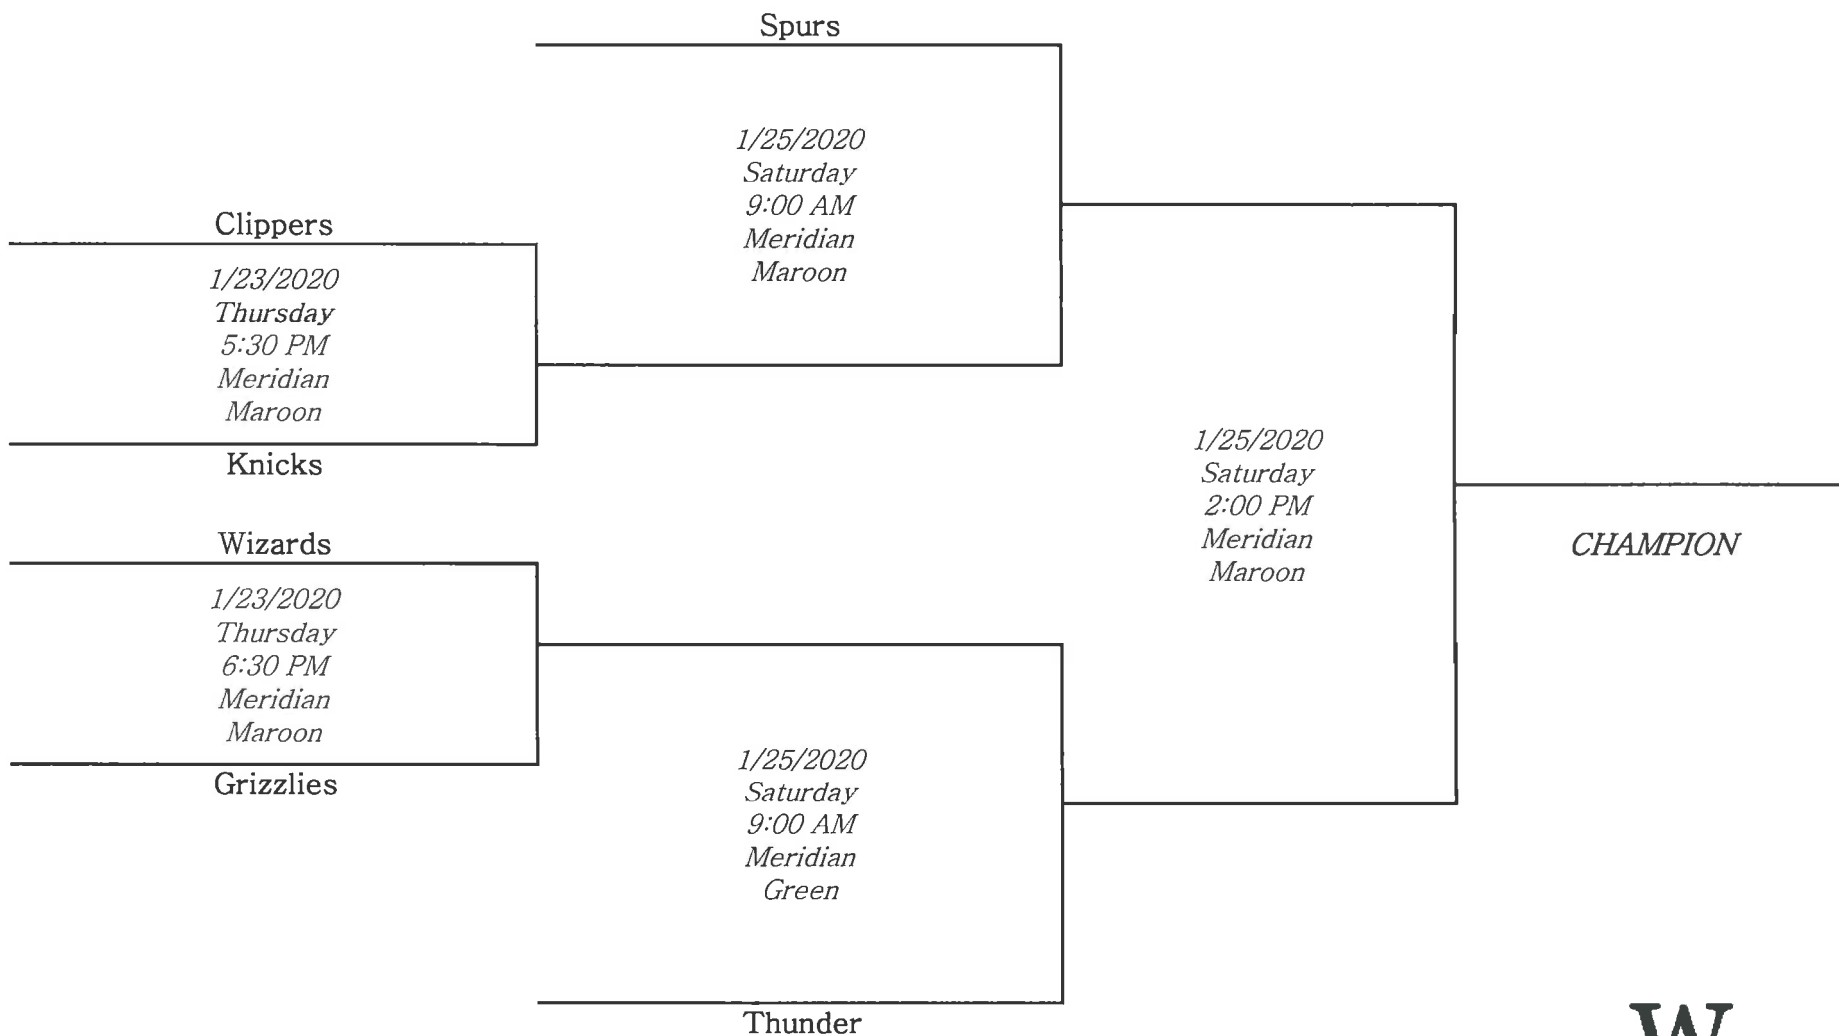 Spurs
1/25/2020
Saturday
9:00 AM
Meridian
Maroon
Clippers
1/23/2020
Thursday
5:30 PM
Meridian
Maroon
Knicks
Wizards
1/23/2020
Thursday
6:30 PM
Meridian
Maroon
Grizzlies
1/25/2020
Saturday
9:00 AM
Meridian
Green
Thunder
1/25/2020
Saturday
2:00 PM
Meridian
Maroon
CHAMPION
W